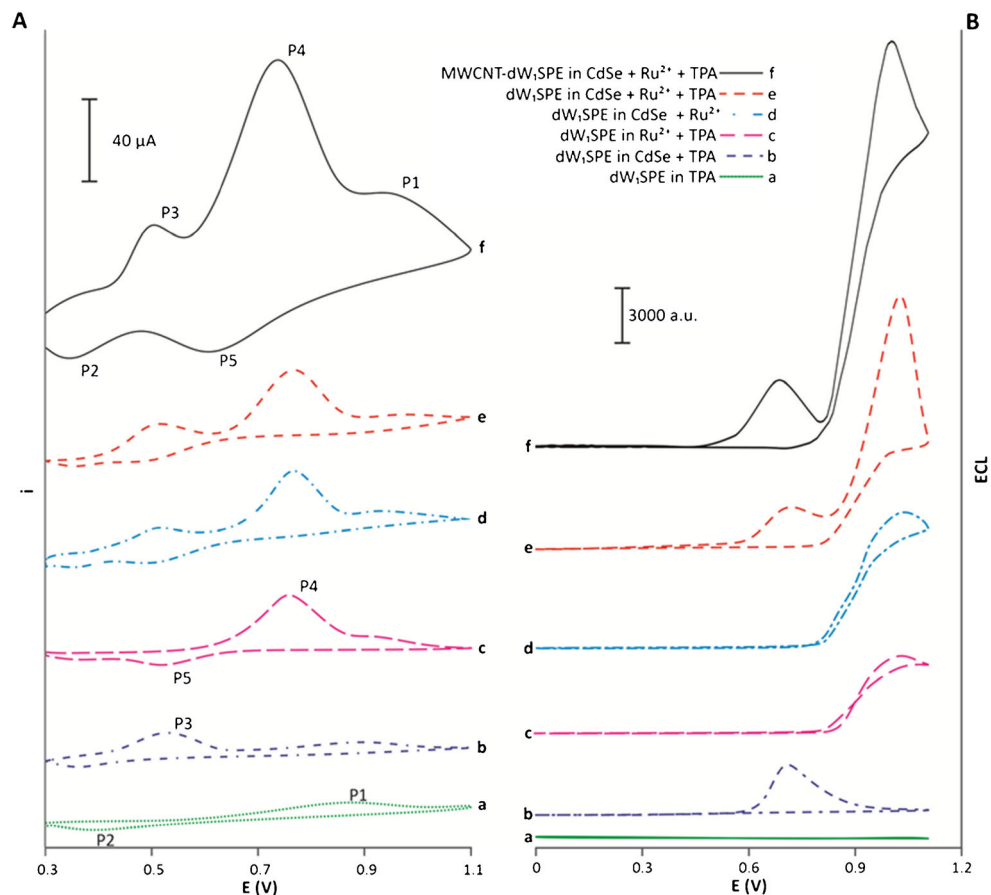 A
B
P4
MWCNT-dW₁SPE in CdSe + Ru²⁺ + TPA f
dW₁SPE in CdSe + Ru²⁺ + TPA e
dW₁SPE in CdSe + Ru²⁺ d
dW₁SPE in Ru²⁺ + TPA c
dW₁SPE in CdSe + TPA b
dW₁SPE in TPA a
40 µA
P3
P1
f
3000 a.u.
P2
P5
e
f
i
ECL
d
e
P4
c
d
P5
P3
b
c
P1
a
b
P2
a
0.3 0.5 0.7 0.9 1.1
0 0.3 0.6 0.9 1.2
E (V)
E (V)